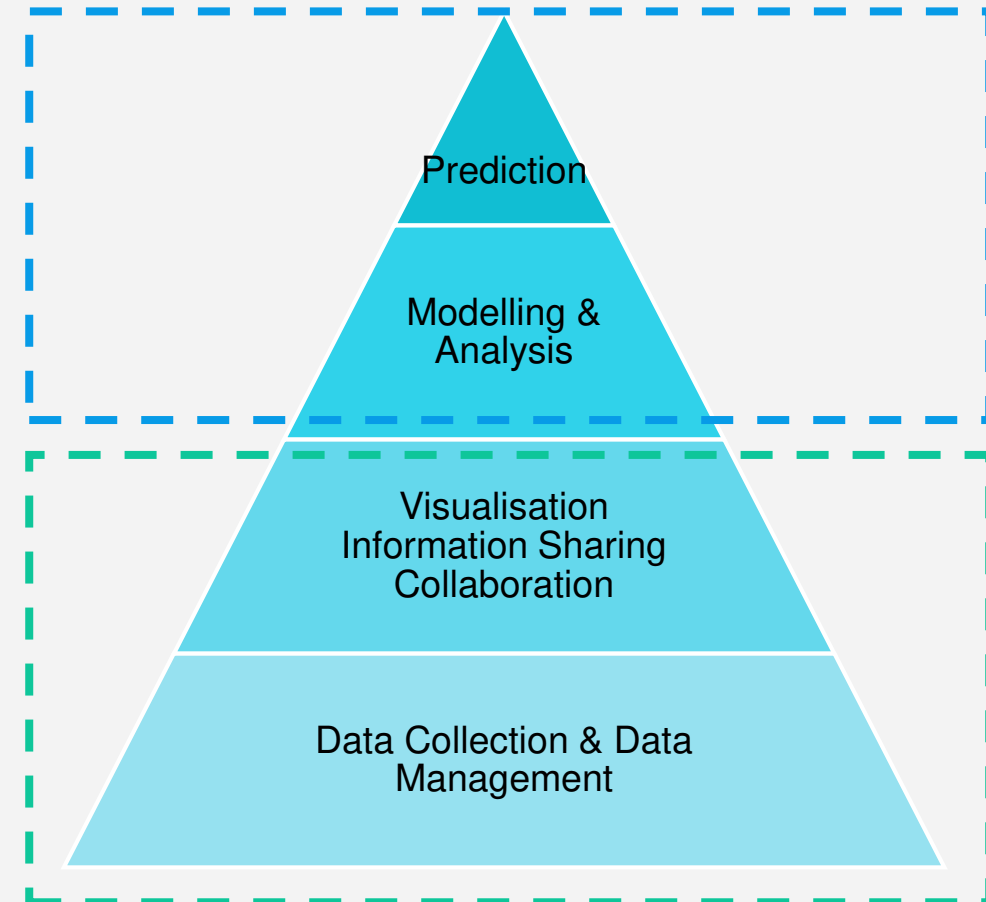 Prediction
Modelling &
Analysis
Visualisation
Information Sharing
Collaboration
Data Collection & Data
Management